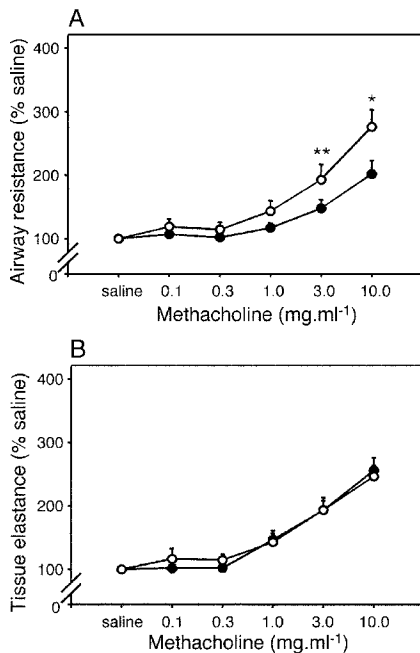 A
Airway resistance (% saline)
400
300
200
100
0
**
*
saline 0.1 0.3 1.0 3.0 10.0
Methacholine (mg.ml-1)
B
Tissue elastance (% saline)
400
300
200
100
0
saline 0.1 0.3 1.0 3.0 10.0
Methacholine (mg.ml-1)